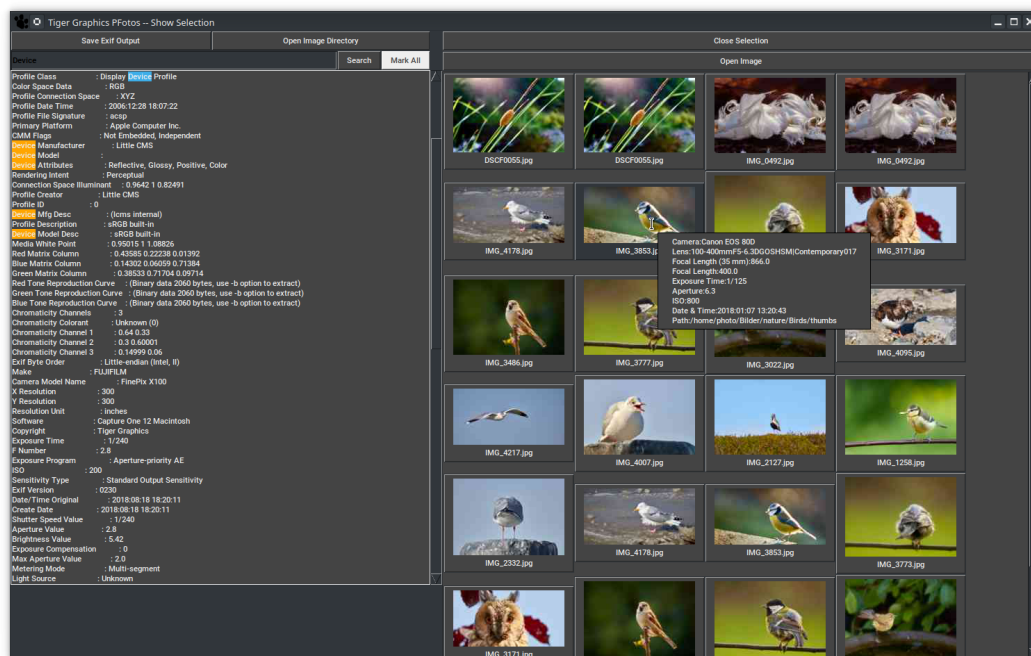 Tiger Graphics PFotos -- Show Selection
Save Exif Output
Open Image Directory
Device
Search
Mark All
Profile Class : Display Device Profile
Color Space Data : RGB
Profile Connection Space : XYZ
Profile Date Time : 2006:12:28 18:07:22
Profile File Signature : acsp
Primary Platform : Apple Computer Inc.
CMM Flags : Not Embedded, Independent
Device Manufacturer : Little CMS
Device Model :
Device Attributes : Reflective, Glossy, Positive, Color
Rendering Intent : Perceptual
Connection Space Illuminant : 0.9642 1 0.82491
Profile Creator : Little CMS
Profile ID : 0
Device Mfg Desc : (lcms internal)
Profile Description : sRGB built-in
Device Model Desc : sRGB built-in
Media White Point : 0.95015 1 1.08826
Red Matrix Column : 0.43585 0.22238 0.01392
Blue Matrix Column : 0.14302 0.06059 0.71384
Green Matrix Column : 0.38533 0.71704 0.09714
Red Tone Reproduction Curve : (Binary data 2060 bytes, use -b option to extract)
Green Tone Reproduction Curve : (Binary data 2060 bytes, use -b option to extract)
Blue Tone Reproduction Curve : (Binary data 2060 bytes, use -b option to extract)
Chromaticity Channels : 3
Chromaticity Colorant : Unknown (0)
Chromaticity Channel 1 : 0.64 0.33
Chromaticity Channel 2 : 0.3 0.60001
Chromaticity Channel 3 : 0.14999 0.06
Exif Byte Order : Little-endian (Intel, II)
Make : FUJIFILM
Camera Model Name : FinePix X100
X Resolution : 300
Y Resolution : 300
Resolution Unit : inches
Software : Capture One 12 Macintosh
Copyright : Tiger Graphics
Exposure Time : 1/240
F Number : 2.8
Exposure Program : Aperture-priority AE
ISO : 200
Sensitivity Type : Standard Output Sensitivity
Exif Version : 0230
Date/Time Original : 2018:08:18 18:20:11
Create Date : 2018:08:18 18:20:11
Shutter Speed Value : 1/240
Aperture Value : 2.8
Brightness Value : 5.42
Exposure Compensation : 0
Max Aperture Value : 2.0
Metering Mode : Multi-segment
Light Source : Unknown
Close Selection
Open Image
DSCF0055.jpg
DSCF0055.jpg
IMG_0492.jpg
IMG_0492.jpg
IMG_4178.jpg
IMG_3853.j
IMG_3171.jpg
Camera:Canon EOS 80D
Lens:100-400mmF5-6.3DGOSHSM|Contemporary017
Focal Length (35 mm):866.0
Focal Length:400.0
Exposure Time:1/125
Aperture:6.3
ISO:800
Date & Time:2018:01:07 13:20:43
Path:/home/photo/Bilder/nature/Birds/thumbs
IMG_3486.jpg
IMG_3777.jpg
IMG_3022.jpg
IMG_4095.jpg
IMG_4217.jpg
IMG_4007.jpg
IMG_2127.jpg
IMG_1258.jpg
IMG_2332.jpg
IMG_4178.jpg
IMG_3853.jpg
IMG_3773.jpg
IMG_3171.jpg